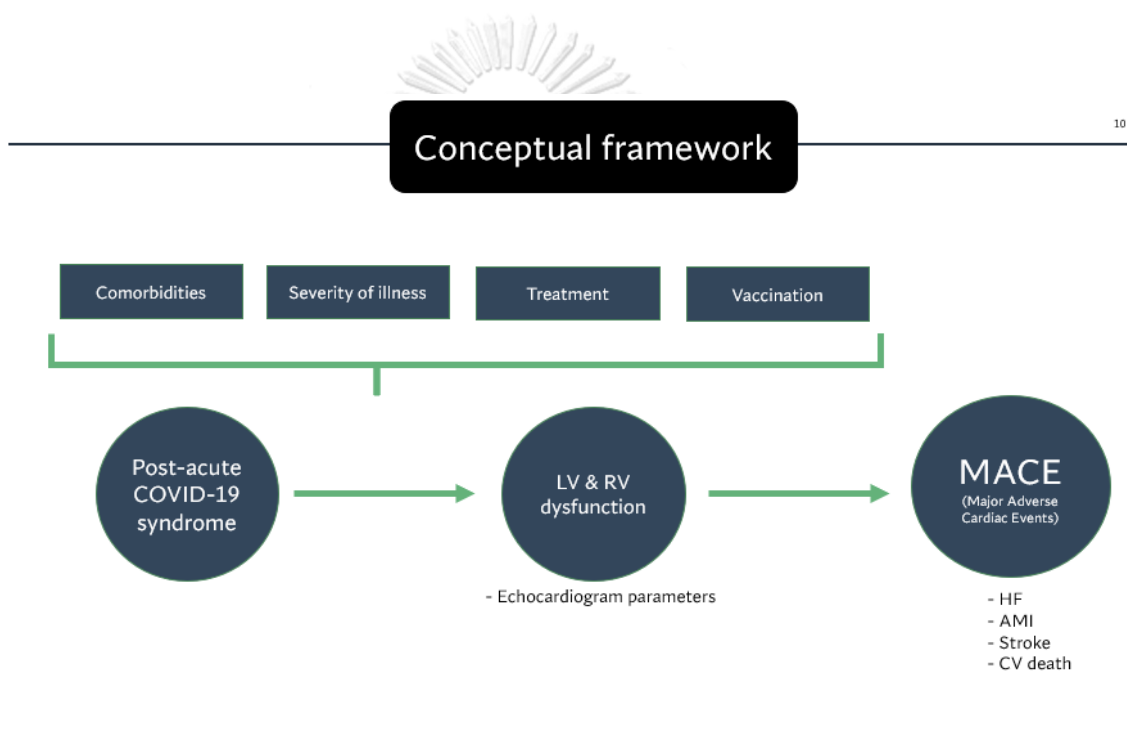 Conceptual framework
10
Comorbidities
Severity of illness
Treatment
Vaccination
Post-acute
COVID-19
syndrome
LV & RV
dysfunction
- Echocardiogram parameters
MACE
(Major Adverse
Cardiac Events)
- HF
- AMI
- Stroke
- CV death